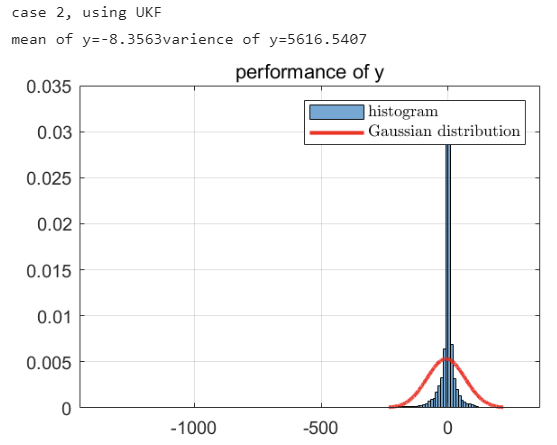 case 2, using UKF
mean of y=-8.3563varience of y=5616.5407
performance of y
0.035
histogram
Gaussian distribution
0.03
0.025
0.02
0.015
0.01
0.005
0
-1000
-500
0